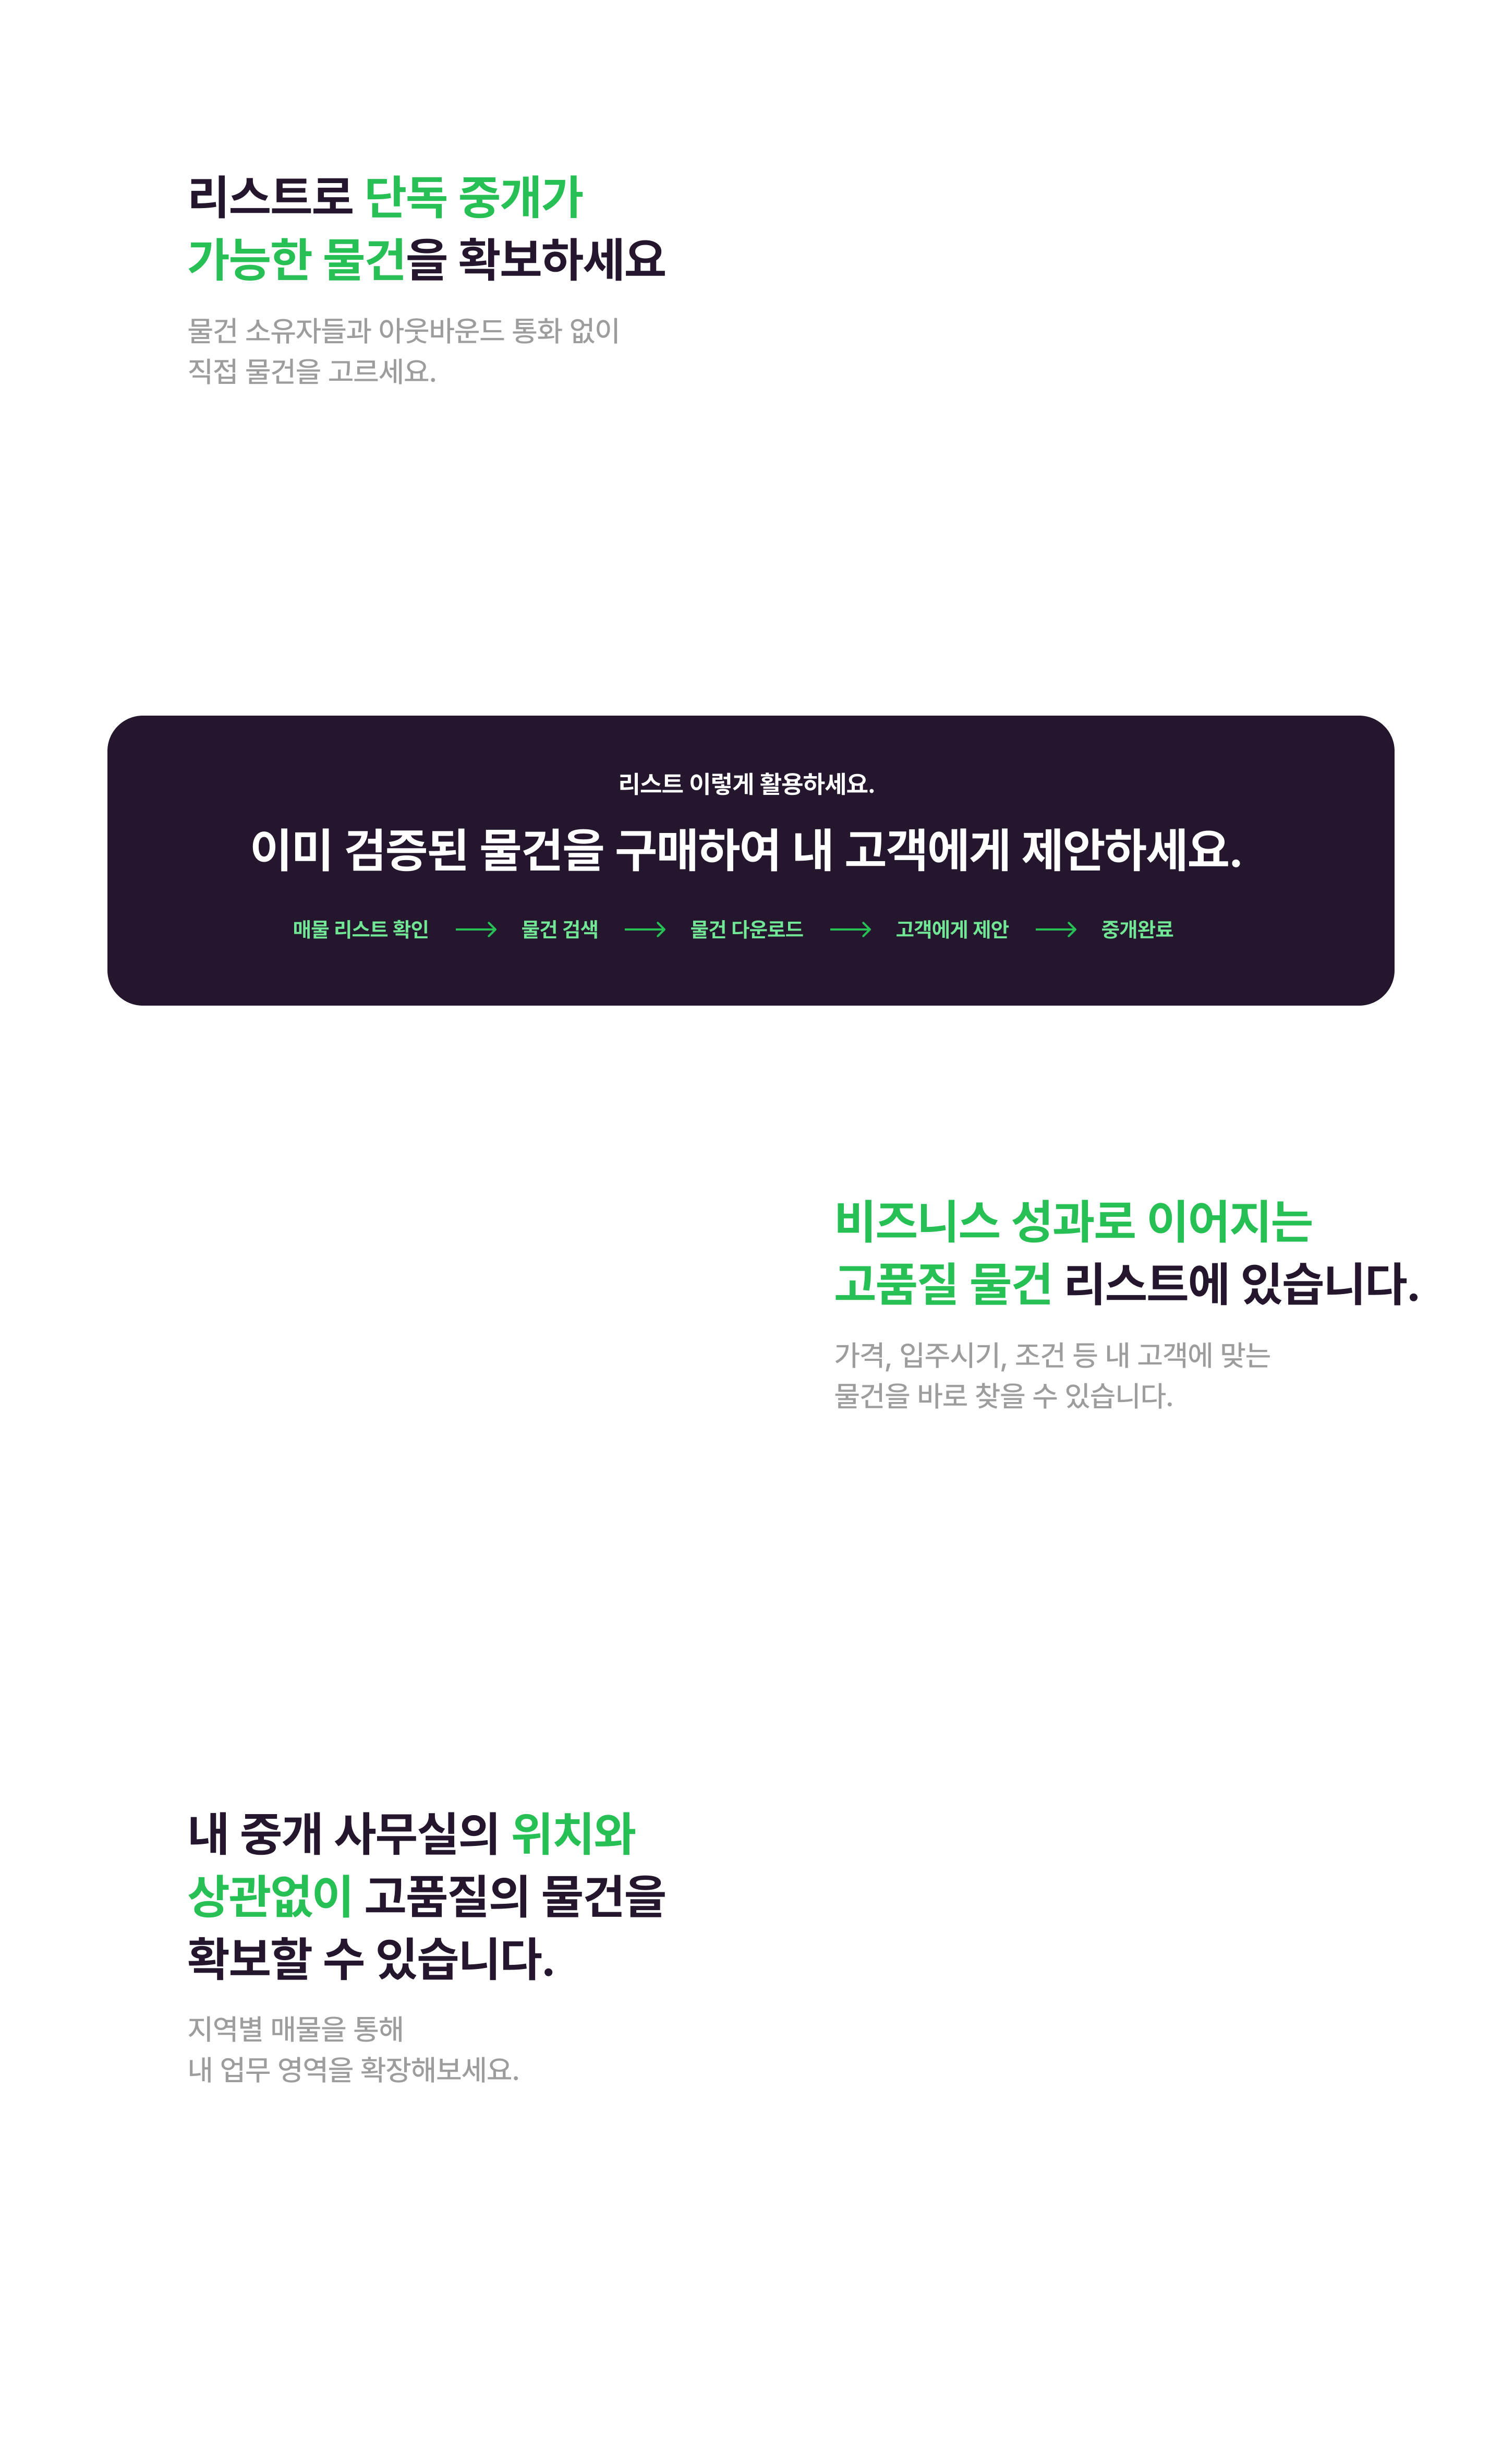 리스트로 단독 중개가
가능한 물건을 확보하세요
물건 소유자들과 아웃바운드 통화 없이
직접 물건을 고르세요.
리스트 이렇게 활용하세요.
이미 검증된 물건을 구매하여 내 고객에게 제안하세요.
매물 리스트 확인 → 물건 검색 → 물건 다운로드 → 고객에게 제안 → 중개완료
비즈니스 성과로 이어지는
고품질 물건 리스트에 있습니다.
가격, 입주시기, 조건 등 내 고객에 맞는
물건을 바로 찾을 수 있습니다.
내 중개 사무실의 위치와
상관없이 고품질의 물건을
확보할 수 있습니다.
지역별 매물을 통해
내 업무 영역을 확장해보세요.